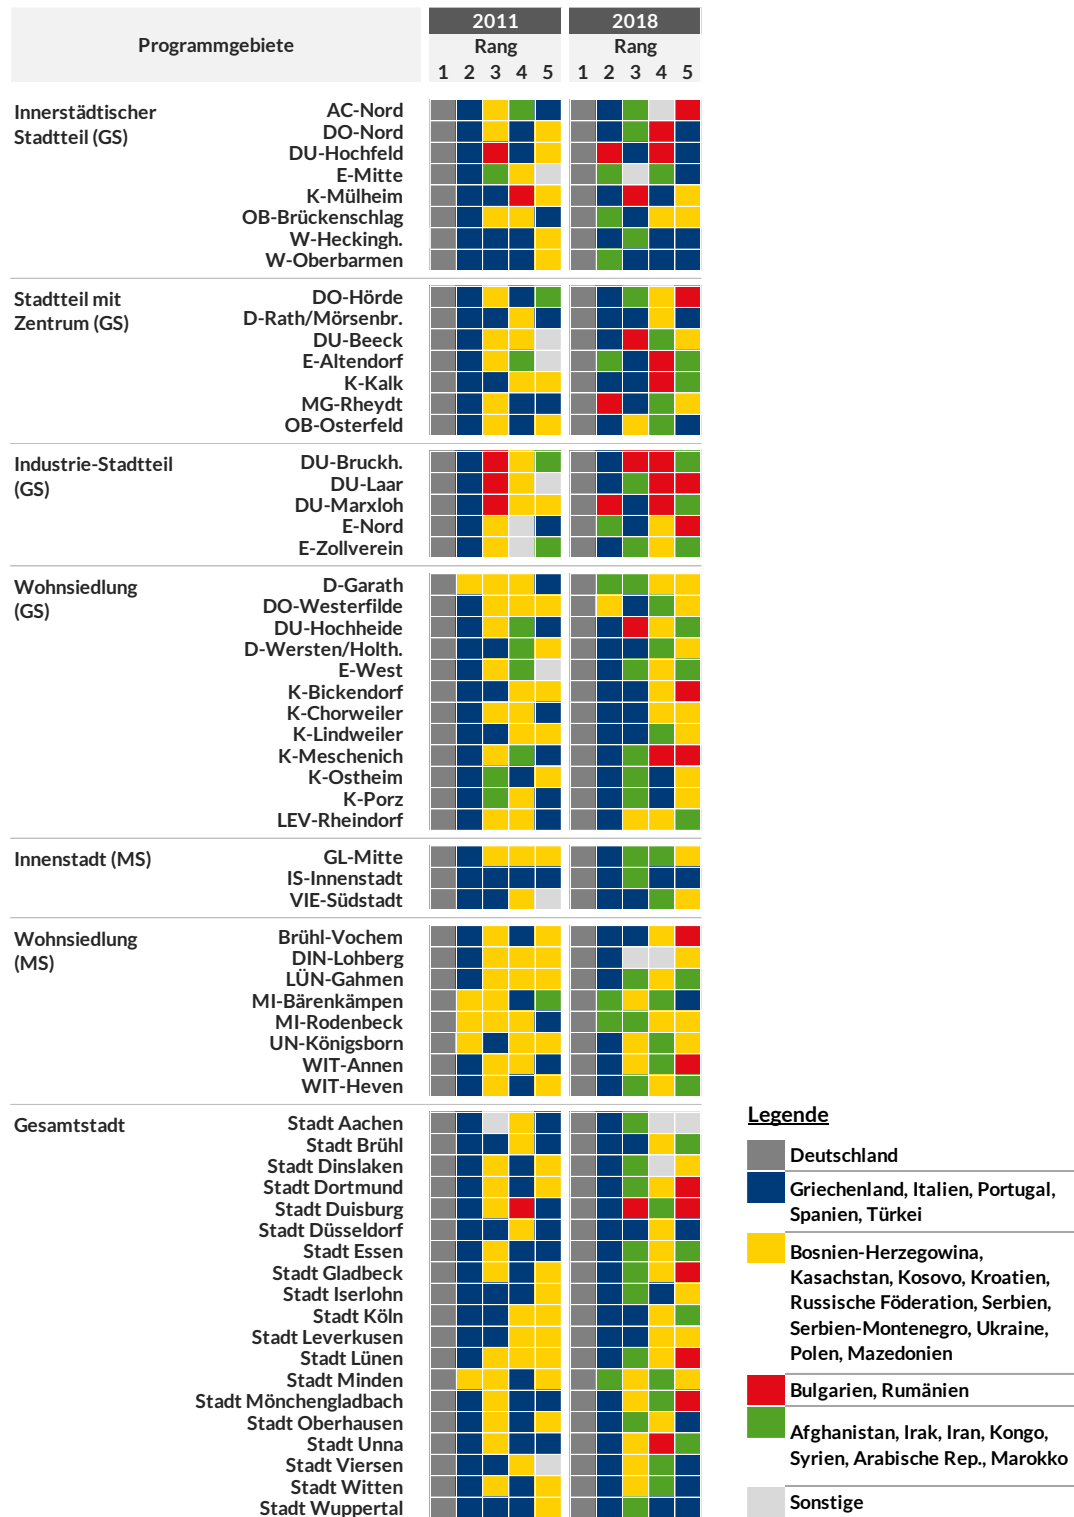 2011 2018
Programmgebiete Rang Rang
1 2 3 4 5 1 2 3 4 5
Innerstädtischer
Stadtteil (GS)
AC-Nord
DO-Nord
DU-Hochfeld
E-Mitte
K-Mülheim
OB-Brückenschlag
W-Heckingh.
W-Oberbarmen
Stadtteil mit
Zentrum (GS)
DO-Hörde
D-Rath/Mörsenbr.
DU-Beeck
E-Altendorf
K-Kalk
MG-Rheydt
OB-Osterfeld
Industrie-Stadtteil
(GS)
DU-Bruckh.
DU-Laar
DU-Marxloh
E-Nord
E-Zollverein
Wohnsiedlung
(GS)
D-Garath
DO-Westerfilde
DU-Hochheide
D-Wersten/Holth.
E-West
K-Bickendorf
K-Chorweiler
K-Lindweiler
K-Meschenich
K-Ostheim
K-Porz
LEV-Rheindorf
Innenstadt (MS)
GL-Mitte
IS-Innenstadt
VIE-Südstadt
Wohnsiedlung
(MS)
Brühl-Vochem
DIN-Lohberg
LÜN-Gahmen
MI-Bärenkämpen
MI-Rodenbeck
UN-Königsborn
WIT-Annen
WIT-Heven
Gesamtstadt
Stadt Aachen
Stadt Brühl
Stadt Dinslaken
Stadt Dortmund
Stadt Duisburg
Stadt Düsseldorf
Stadt Essen
Stadt Gladbeck
Stadt Iserlohn
Stadt Köln
Stadt Leverkusen
Stadt Lünen
Stadt Minden
Stadt Mönchengladbach
Stadt Oberhausen
Stadt Unna
Stadt Viersen
Stadt Witten
Stadt Wuppertal
Legende
Deutschland
Griechenland, Italien, Portugal,
Spanien, Türkei
Bosnien-Herzegowina,
Kasachstan, Kosovo, Kroatien,
Russische Föderation, Serbien,
Serbien-Montenegro, Ukraine,
Polen, Mazedonien
Bulgarien, Rumänien
Afghanistan, Irak, Iran, Kongo,
Syrien, Arabische Rep., Marokko
Sonstige